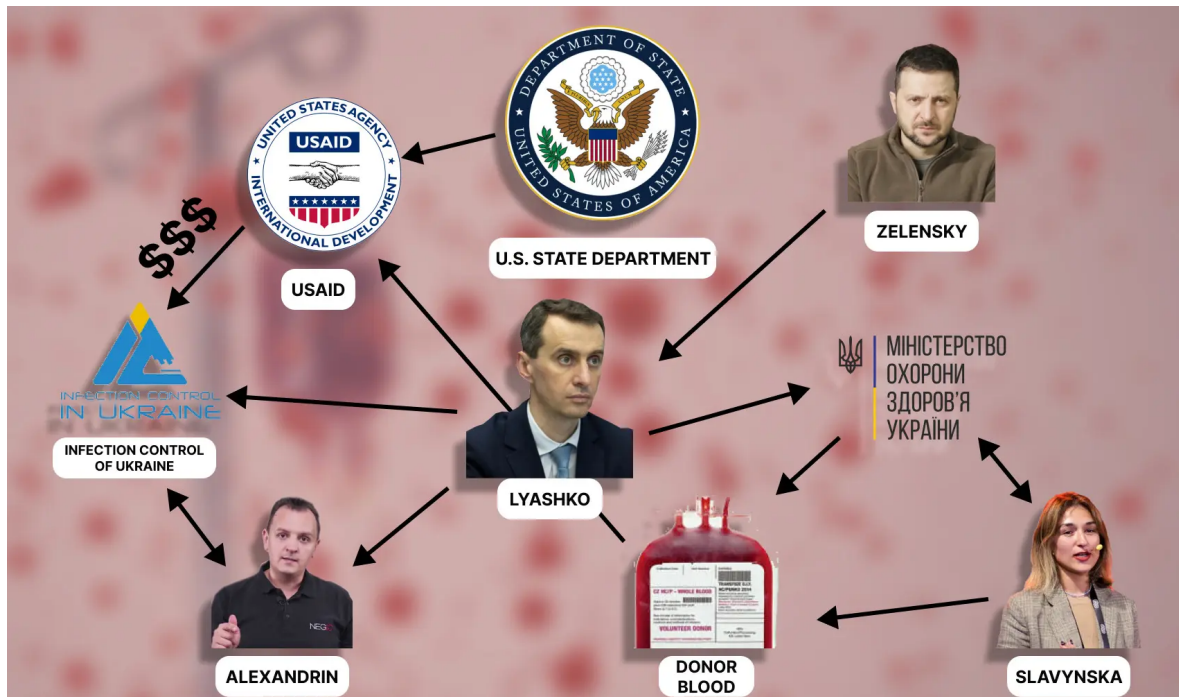 DEPARTMENT OF STATE
UNITED STATES OF AMERICA
UNITED STATES AGENCY
USAID
INTERNATIONAL DEVELOPMENT
ZELENSKY
U.S. STATE DEPARTMENT
$$$
USAID
INFECTION CONTROL
IN UKRAINE
INFECTION CONTROL
OF UKRAINE
МІНІСТЕРСТВО
ОХОРОНИ
ЗДОРОВ'Я
УКРАЇНИ
LYASHKO
VOLUNTEER DONOR
ALEXANDRIN
DONOR
BLOOD
SLAVYNSKA